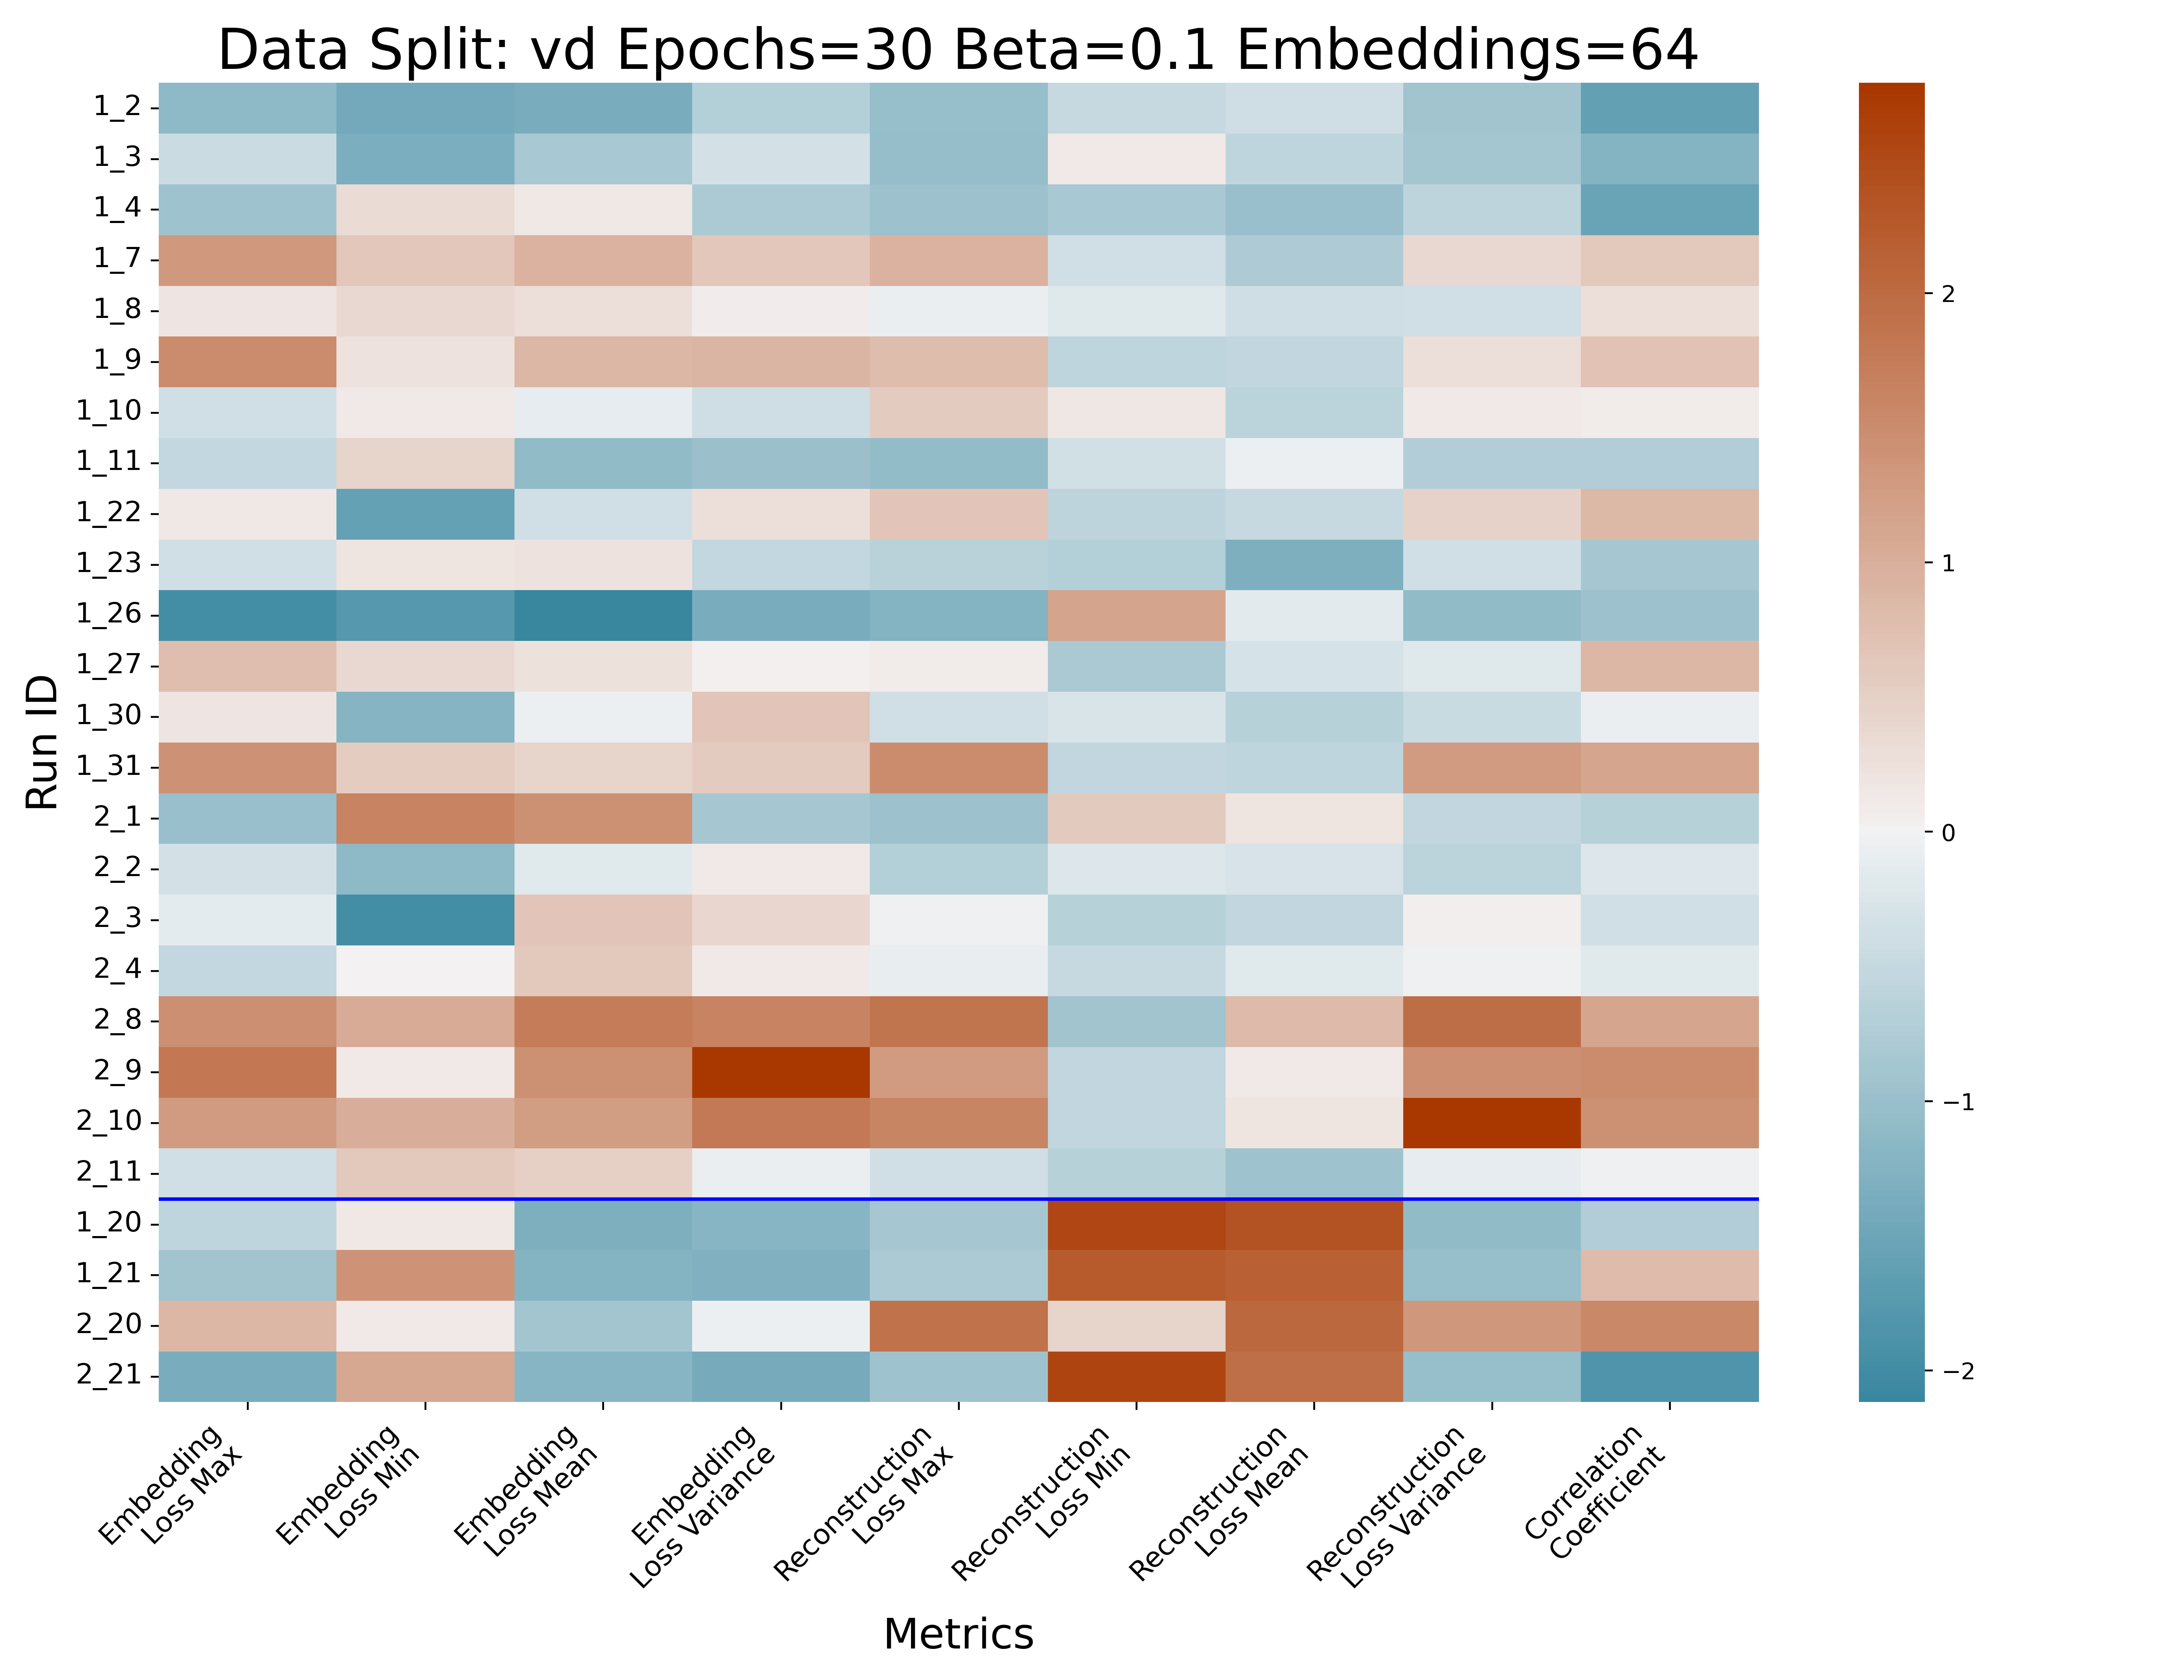 Data Split: vd Epochs=30 Beta=0.1 Embeddings=64
Run ID
1_2
1_3
1_4
1_7
1_8
1_9
1_10
1_11
1_22
1_23
1_26
1_27
1_30
1_31
2_1
2_2
2_3
2_4
2_8
2_9
2_10
2_11
1_20
1_21
2_20
2_21
2
1
0
−1
−2
Embedding
Loss Max
Embedding
Loss Min
Embedding
Loss Mean
Embedding
Loss Variance
Reconstruction
Loss Max
Reconstruction
Loss Min
Reconstruction
Loss Mean
Reconstruction
Loss Variance
Correlation
Coefficient
Metrics